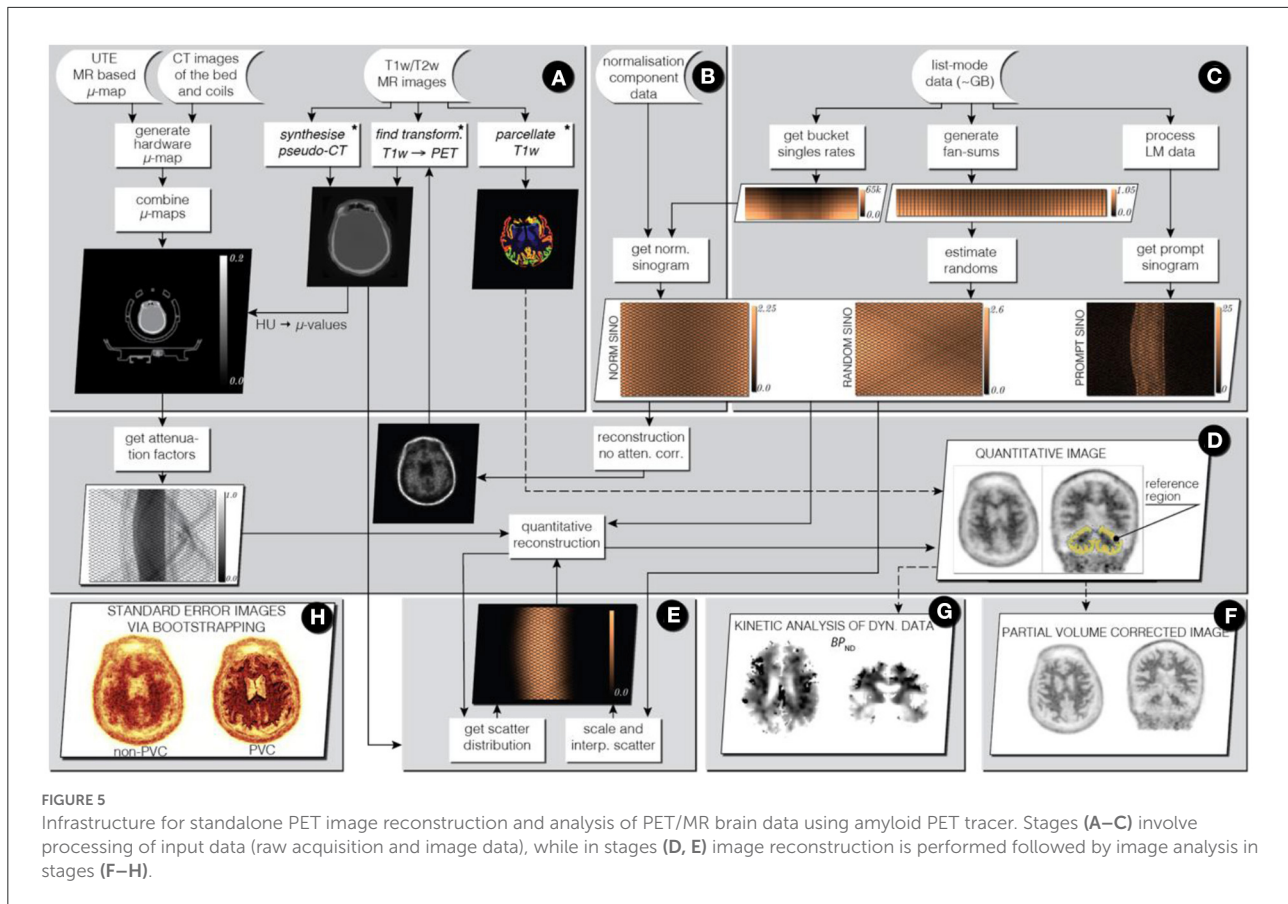 UTE
MR based
μ-map
CT images
of the bed
and coils
generate
hardware
μ-map
combine
μ-maps
0.2
0.0
HU → μ-values
T1w/T2w
MR images
A
synthesise *
pseudo-CT
find transform. *
T1w → PET
parcellate *
T1w
normalisation
component
data
B
get norm.
sinogram
list-mode
data (~GB)
C
get bucket
singles rates
generate
fan-sums
process
LM data
65k
0.0
1.05
0.0
estimate
randoms
get prompt
sinogram
NORM SINO
2.25
0.0
RANDOM SINO
2.6
0.0
PROMPT SINO
25
0.0
get attenua-
tion factors
1.0
0.0
reconstruction
no atten. corr.
quantitative
reconstruction
D
QUANTITATIVE IMAGE
reference
region
H
STANDARD ERROR IMAGES
VIA BOOTSTRAPPING
non-PVC
PVC
E
0.0
get scatter
distribution
scale and
interp. scatter
G
KINETIC ANALYSIS OF DYN. DATA
BPND
F
PARTIAL VOLUME CORRECTED IMAGE
FIGURE 5
Infrastructure for standalone PET image reconstruction and analysis of PET/MR brain data using amyloid PET tracer. Stages (A–C) involve
processing of input data (raw acquisition and image data), while in stages (D, E) image reconstruction is performed followed by image analysis in
stages (F–H).